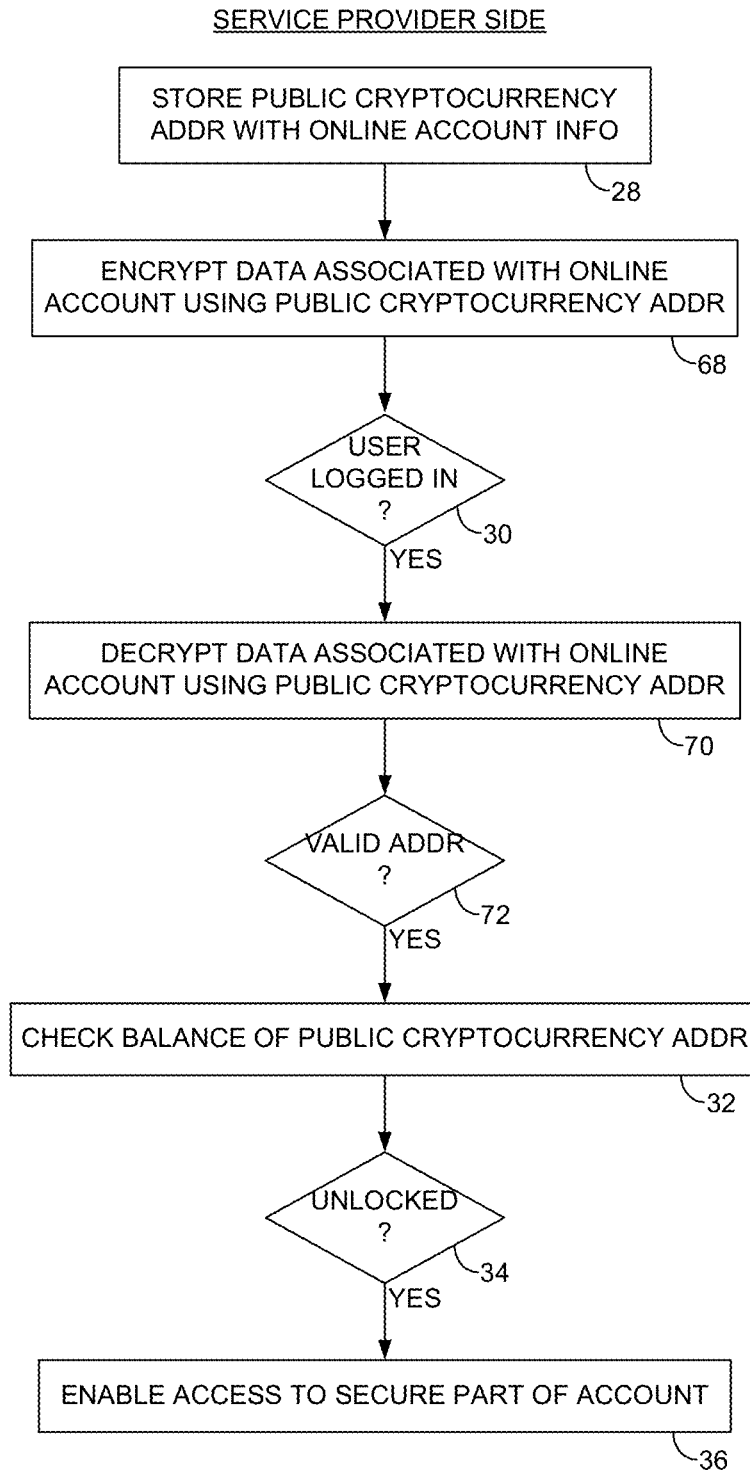 SERVICE PROVIDER SIDE
STORE PUBLIC CRYPTOCURRENCY
ADDR WITH ONLINE ACCOUNT INFO
28
ENCRYPT DATA ASSOCIATED WITH ONLINE
ACCOUNT USING PUBLIC CRYPTOCURRENCY ADDR
68
USER
LOGGED IN
?
30
YES
DECRYPT DATA ASSOCIATED WITH ONLINE
ACCOUNT USING PUBLIC CRYPTOCURRENCY ADDR
70
VALID ADDR
?
72
YES
CHECK BALANCE OF PUBLIC CRYPTOCURRENCY ADDR
32
UNLOCKED
?
34
YES
ENABLE ACCESS TO SECURE PART OF ACCOUNT
36